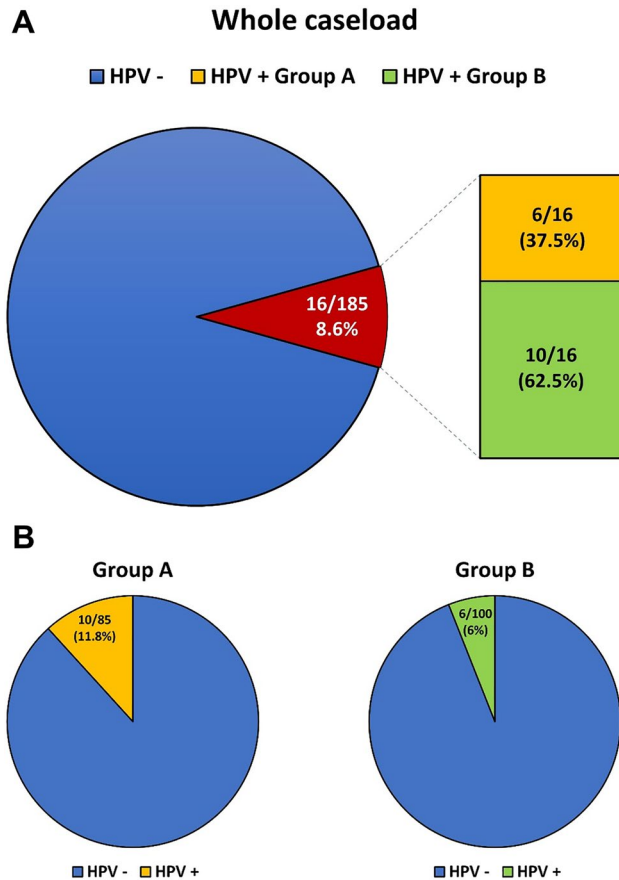 A
Whole caseload
HPV - HPV + Group A HPV + Group B
16/185
8.6%
6/16
(37.5%)
10/16
(62.5%)
B
Group A
10/85
(11.8%)
HPV - HPV +
Group B
6/100
(6%)
HPV - HPV +